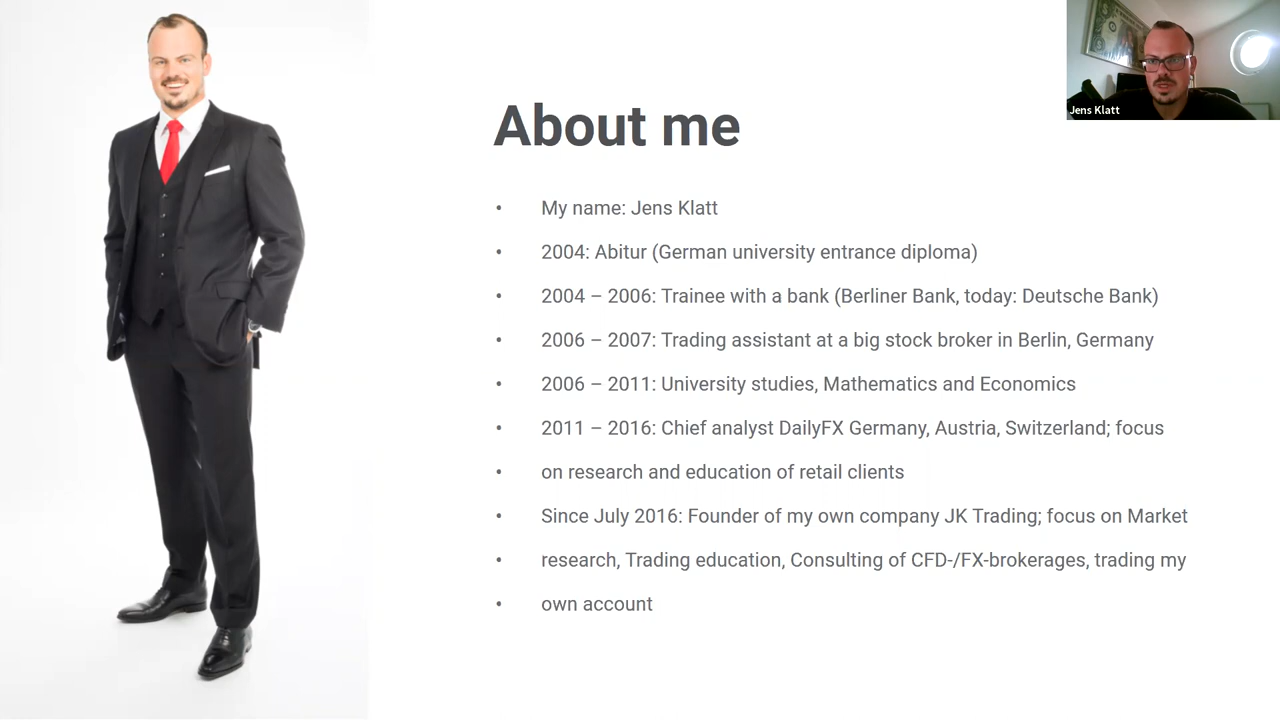 About me
• My name: Jens Klatt
• 2004: Abitur (German university entrance diploma)
• 2004 – 2006: Trainee with a bank (Berliner Bank, today: Deutsche Bank)
• 2006 – 2007: Trading assistant at a big stock broker in Berlin, Germany
• 2006 – 2011: University studies, Mathematics and Economics
• 2011 – 2016: Chief analyst DailyFX Germany, Austria, Switzerland; focus
• on research and education of retail clients
• Since July 2016: Founder of my own company JK Trading; focus on Market
• research, Trading education, Consulting of CFD-/FX-brokerages, trading my
• own account
Jens Klatt